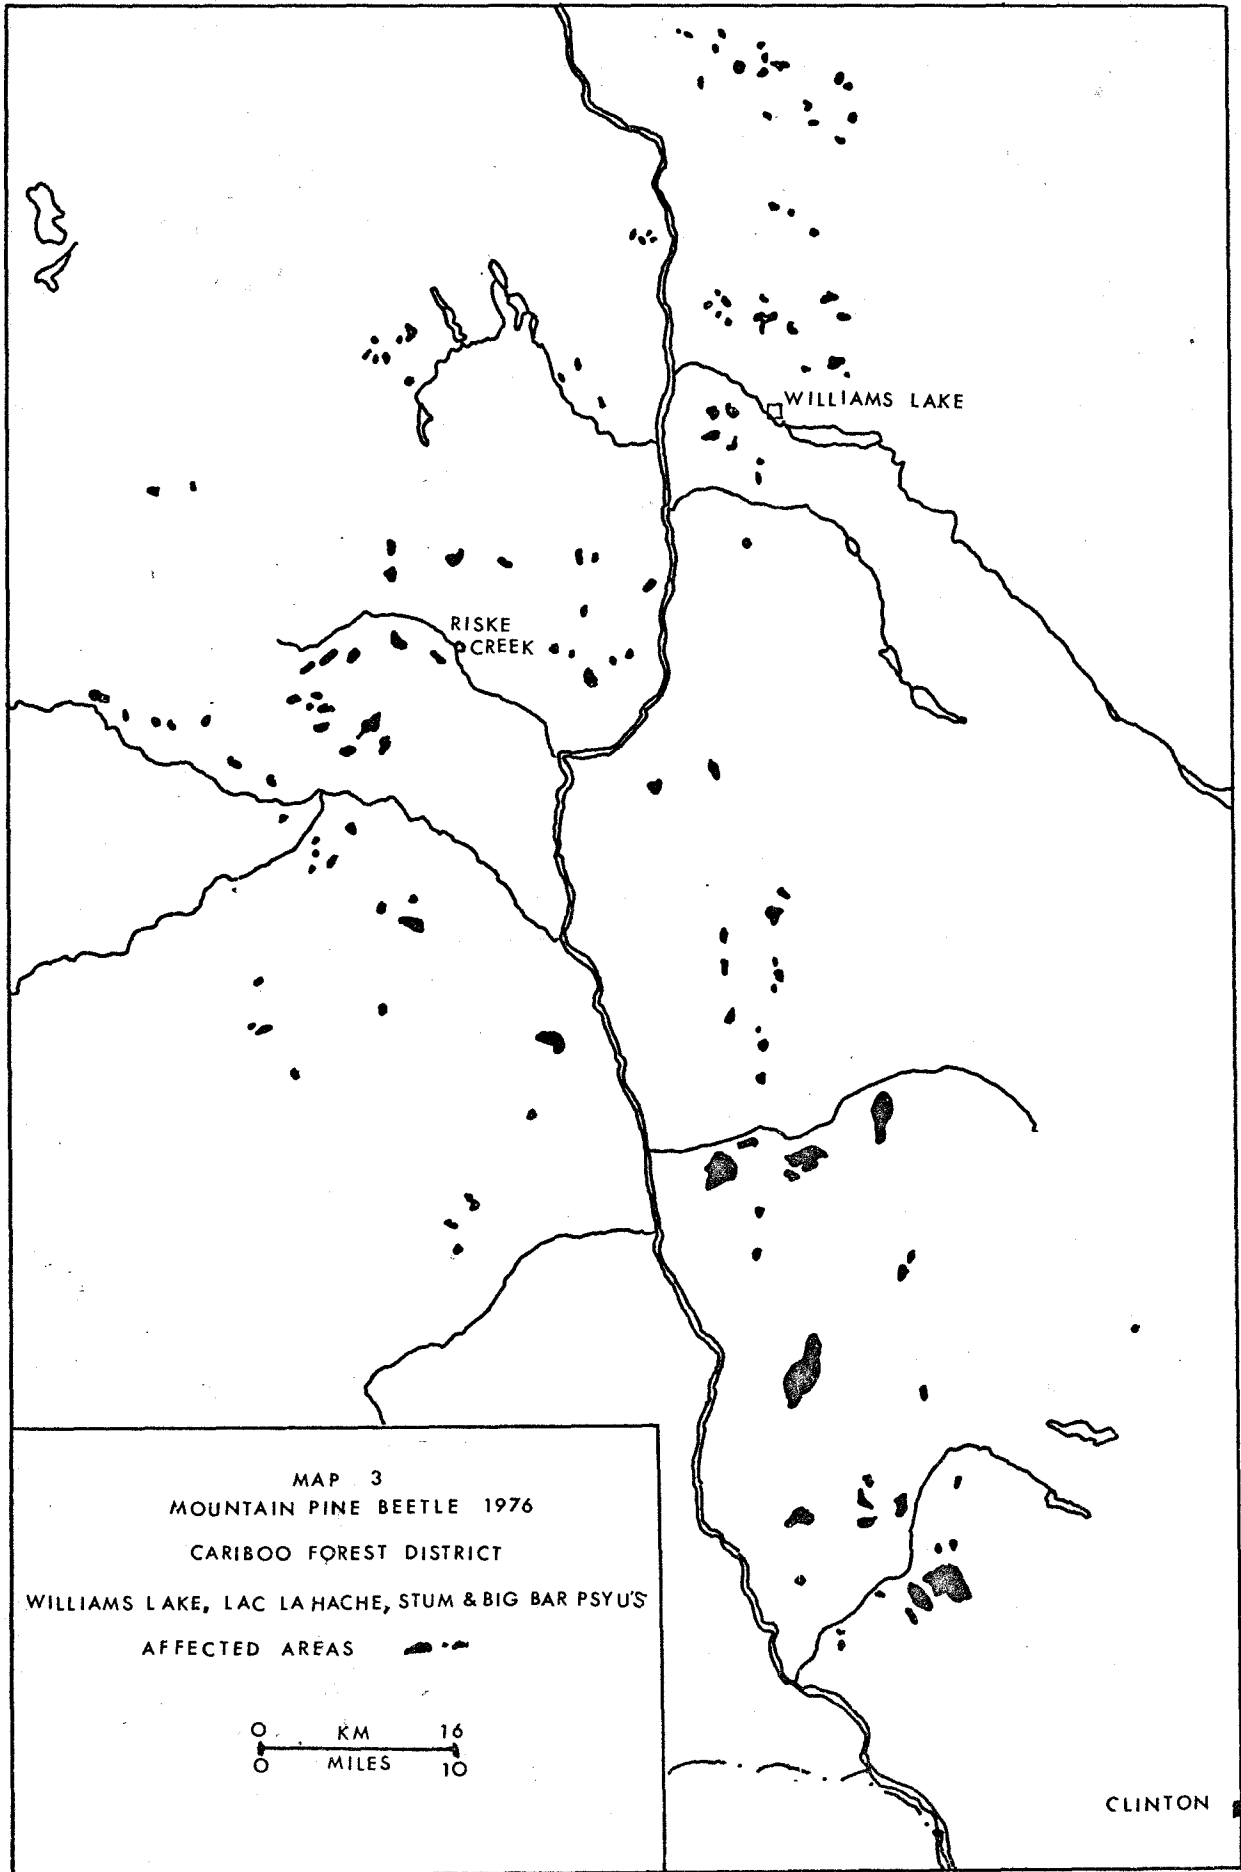 WILLIAMS LAKE
RISKE
CREEK
MAP 3
MOUNTAIN PINE BEETLE 1976
CARIBOO FOREST DISTRICT
WILLIAMS LAKE, LAC LA HACHE, STUM & BIG BAR PSYU'S
AFFECTED AREAS
0 KM 16
0 MILES 10
CLINTON